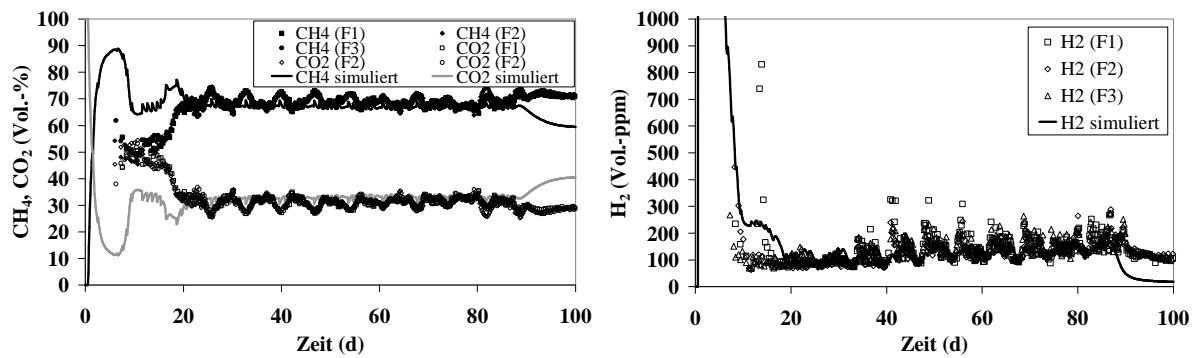 CH4, CO2 (Vol.-%)
100
90
80
70
60
50
40
30
20
10
0
CH4 (F1)
CH4 (F2)
CH4 (F3)
CO2 (F1)
CO2 (F2)
CO2 (F2)
CH4 simuliert
CO2 simuliert
0
20
40
60
80
100
Zeit (d)
H2 (Vol.-ppm)
1000
900
800
700
600
500
400
300
200
100
0
H2 (F1)
H2 (F2)
H2 (F3)
H2 simuliert
0
20
40
60
80
100
Zeit (d)